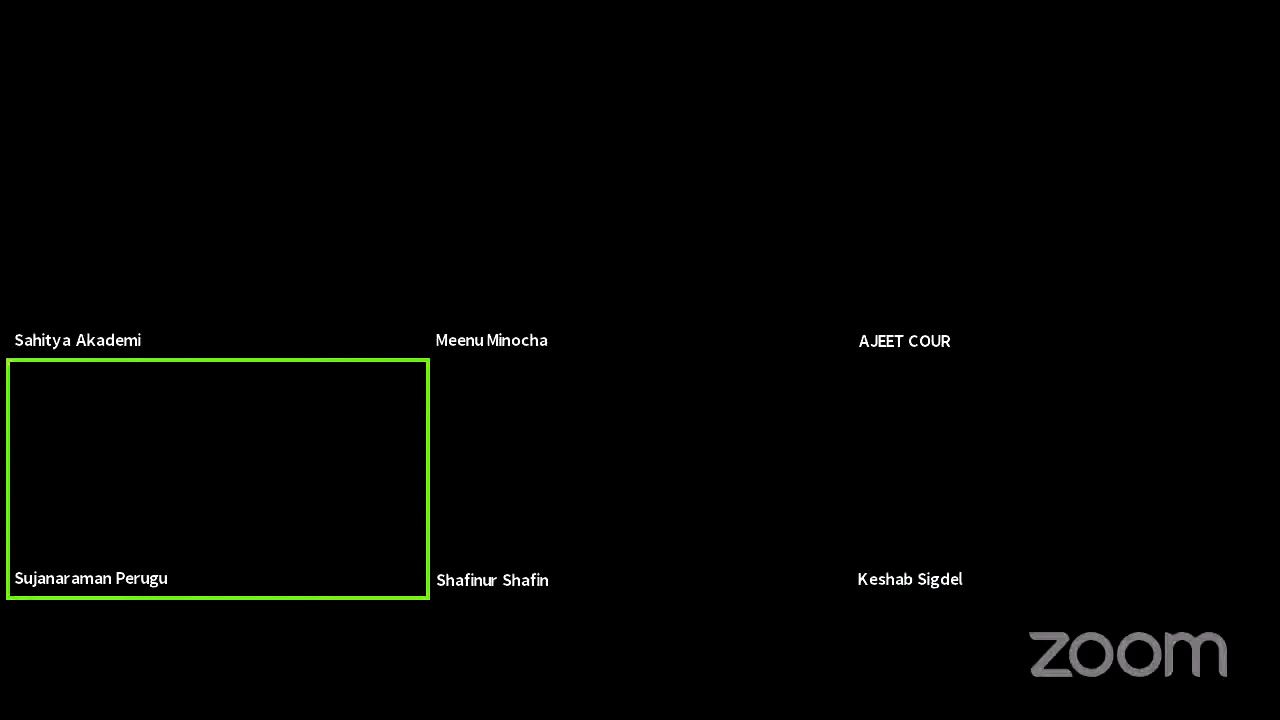 Sahitya Akademi
Meenu Minocha
AJEET COUR
Sujanaraman Perugu
Shafinur Shafin
Keshab Sigdel
zoom